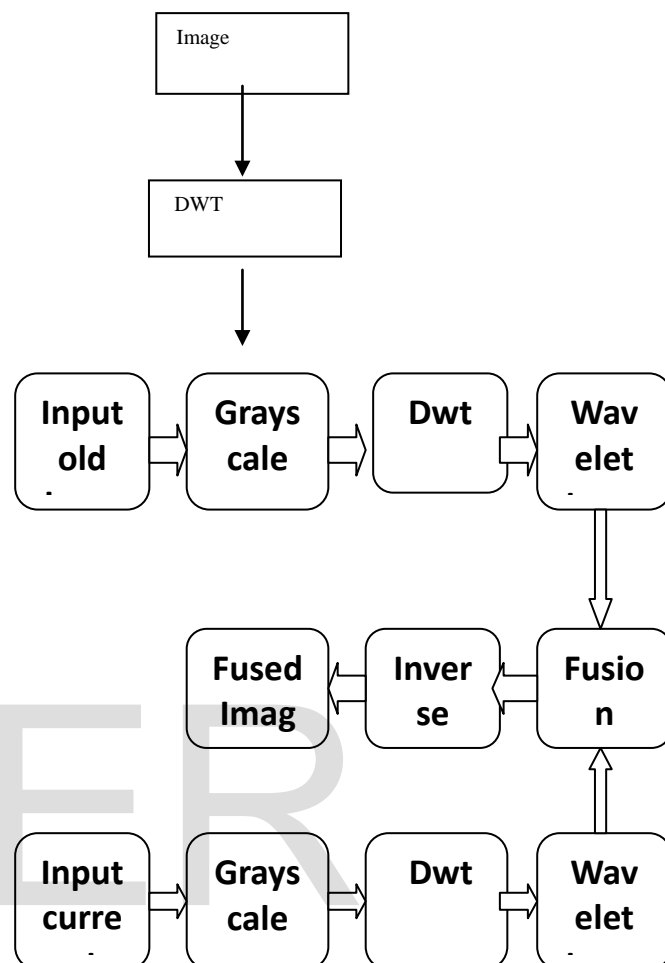 Image
DWT
Input
old
Grays
cale
Dwt
Wav
elet
Fused
Imag
Inver
se
Fusio
n
ER
Input
curre
Grays
cale
Dwt
Wav
elet